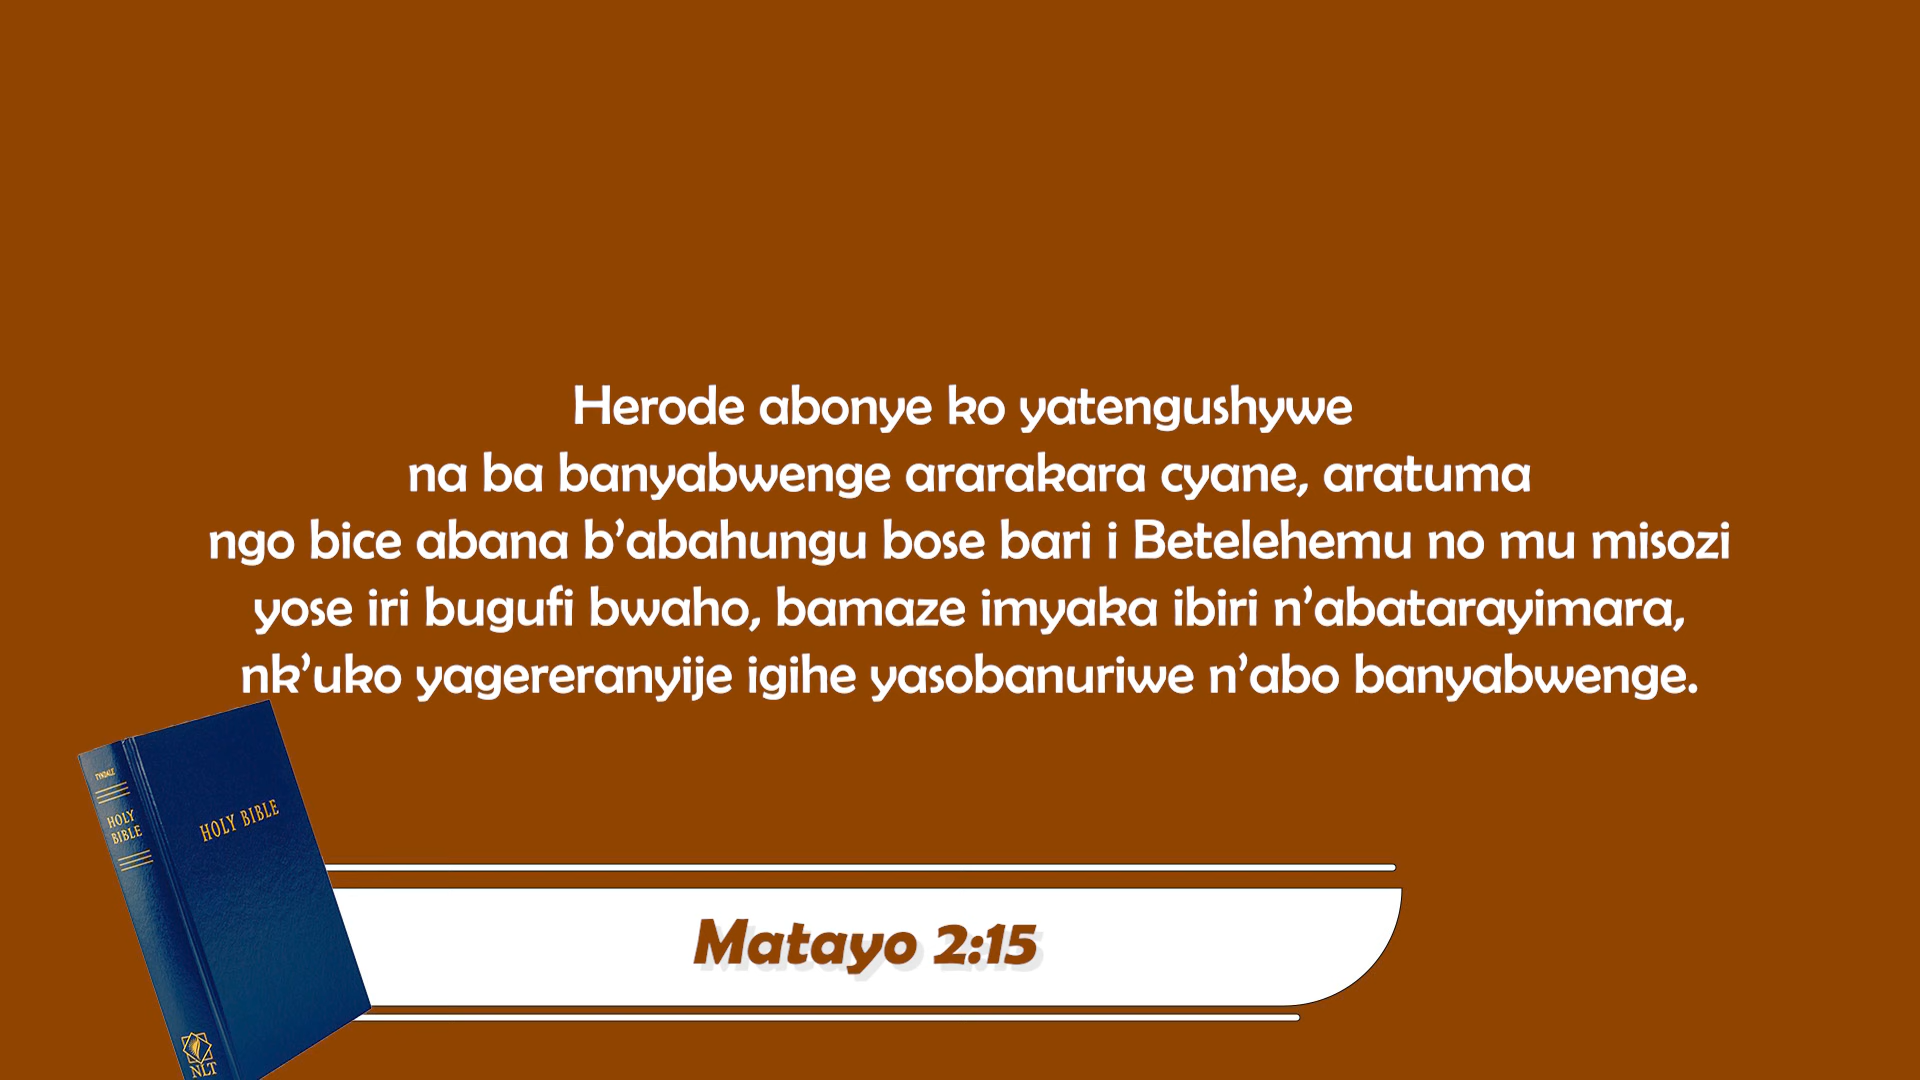 Herode abonye ko yatengushywe
na ba banyabwenge ararakara cyane, aratuma
ngo bice abana b’abahungu bose bari i Betelehemu no mu misozi
yose iri bugufi bwaho, bamaze imyaka ibiri n’abatarayimara,
nk’uko yagereranyije igihe yasobanuriwe n’abo banyabwenge.
TYNDALE
HOLY
BIBLE
HOLY BIBLE
NLT
Matayo 2:15